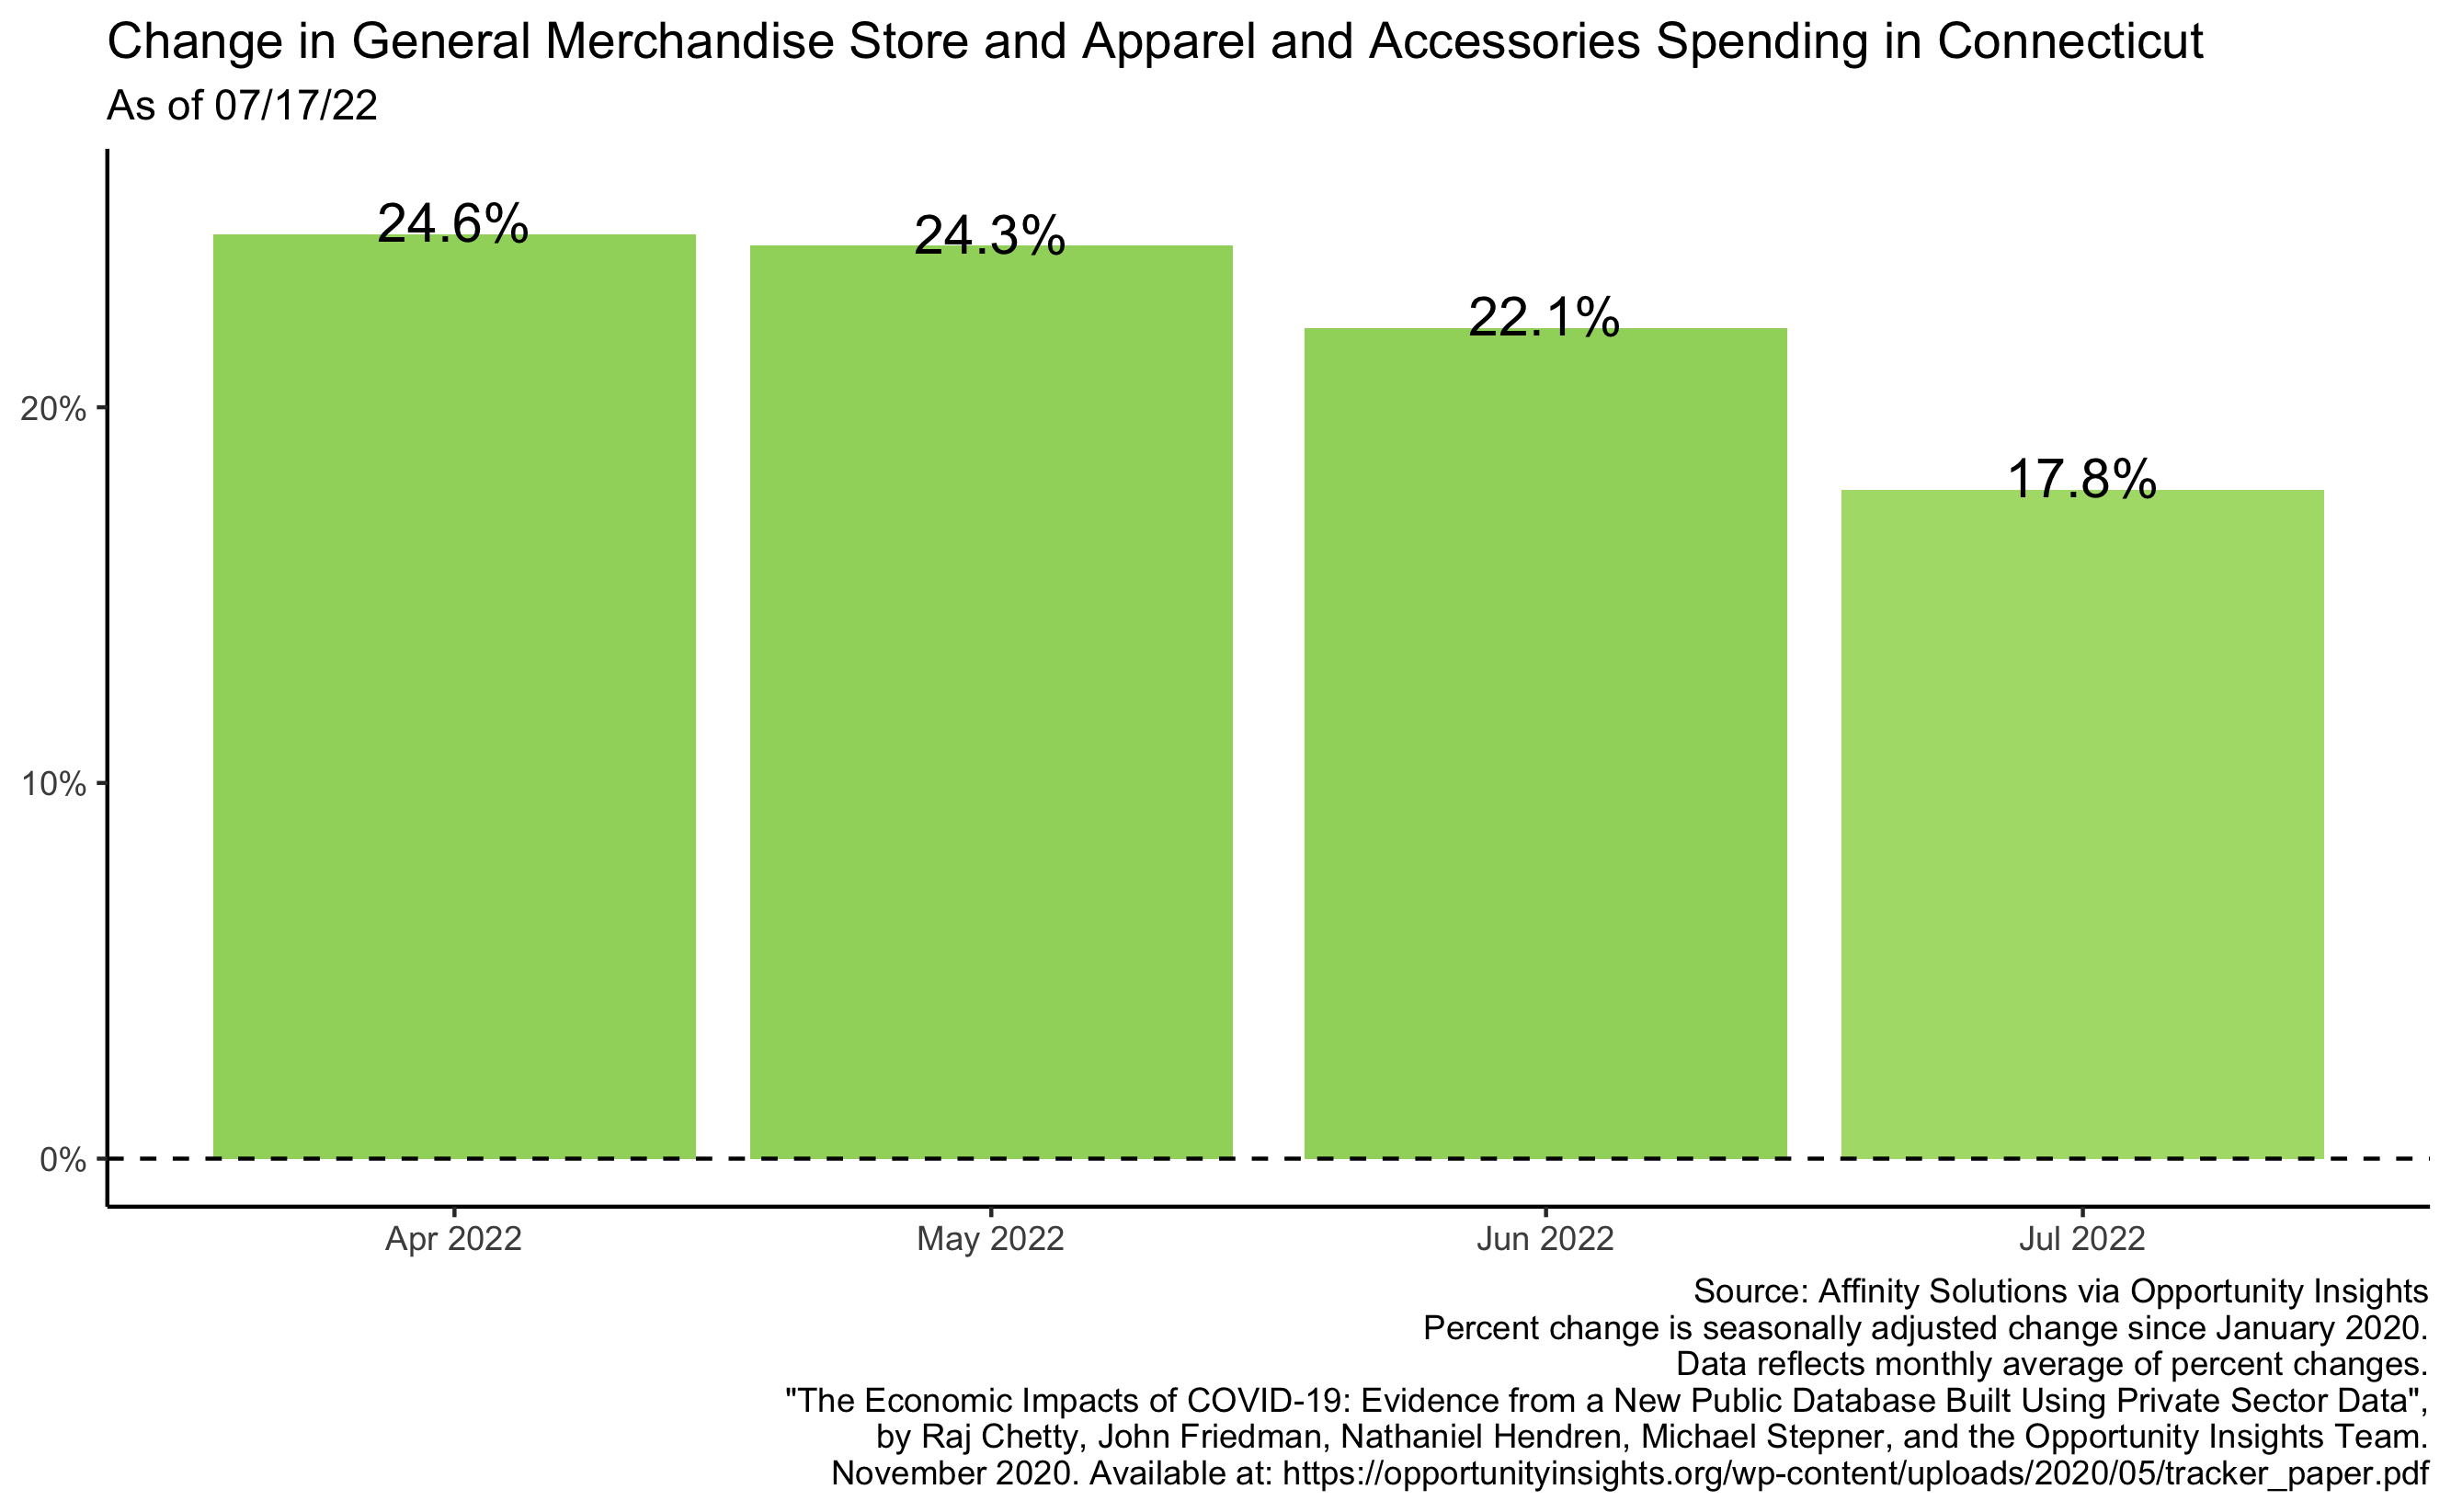 Change in General Merchandise Store and Apparel and Accessories Spending in Connecticut
As of 07/17/22
24.6%
24.3%
22.1%
17.8%
20%
10%
0%
Apr 2022
May 2022
Jun 2022
Jul 2022
Source: Affinity Solutions via Opportunity Insights
Percent change is seasonally adjusted change since January 2020.
Data reflects monthly average of percent changes.
"The Economic Impacts of COVID-19: Evidence from a New Public Database Built Using Private Sector Data",
by Raj Chetty, John Friedman, Nathaniel Hendren, Michael Stepner, and the Opportunity Insights Team.
November 2020. Available at: https://opportunityinsights.org/wp-content/uploads/2020/05/tracker_paper.pdf